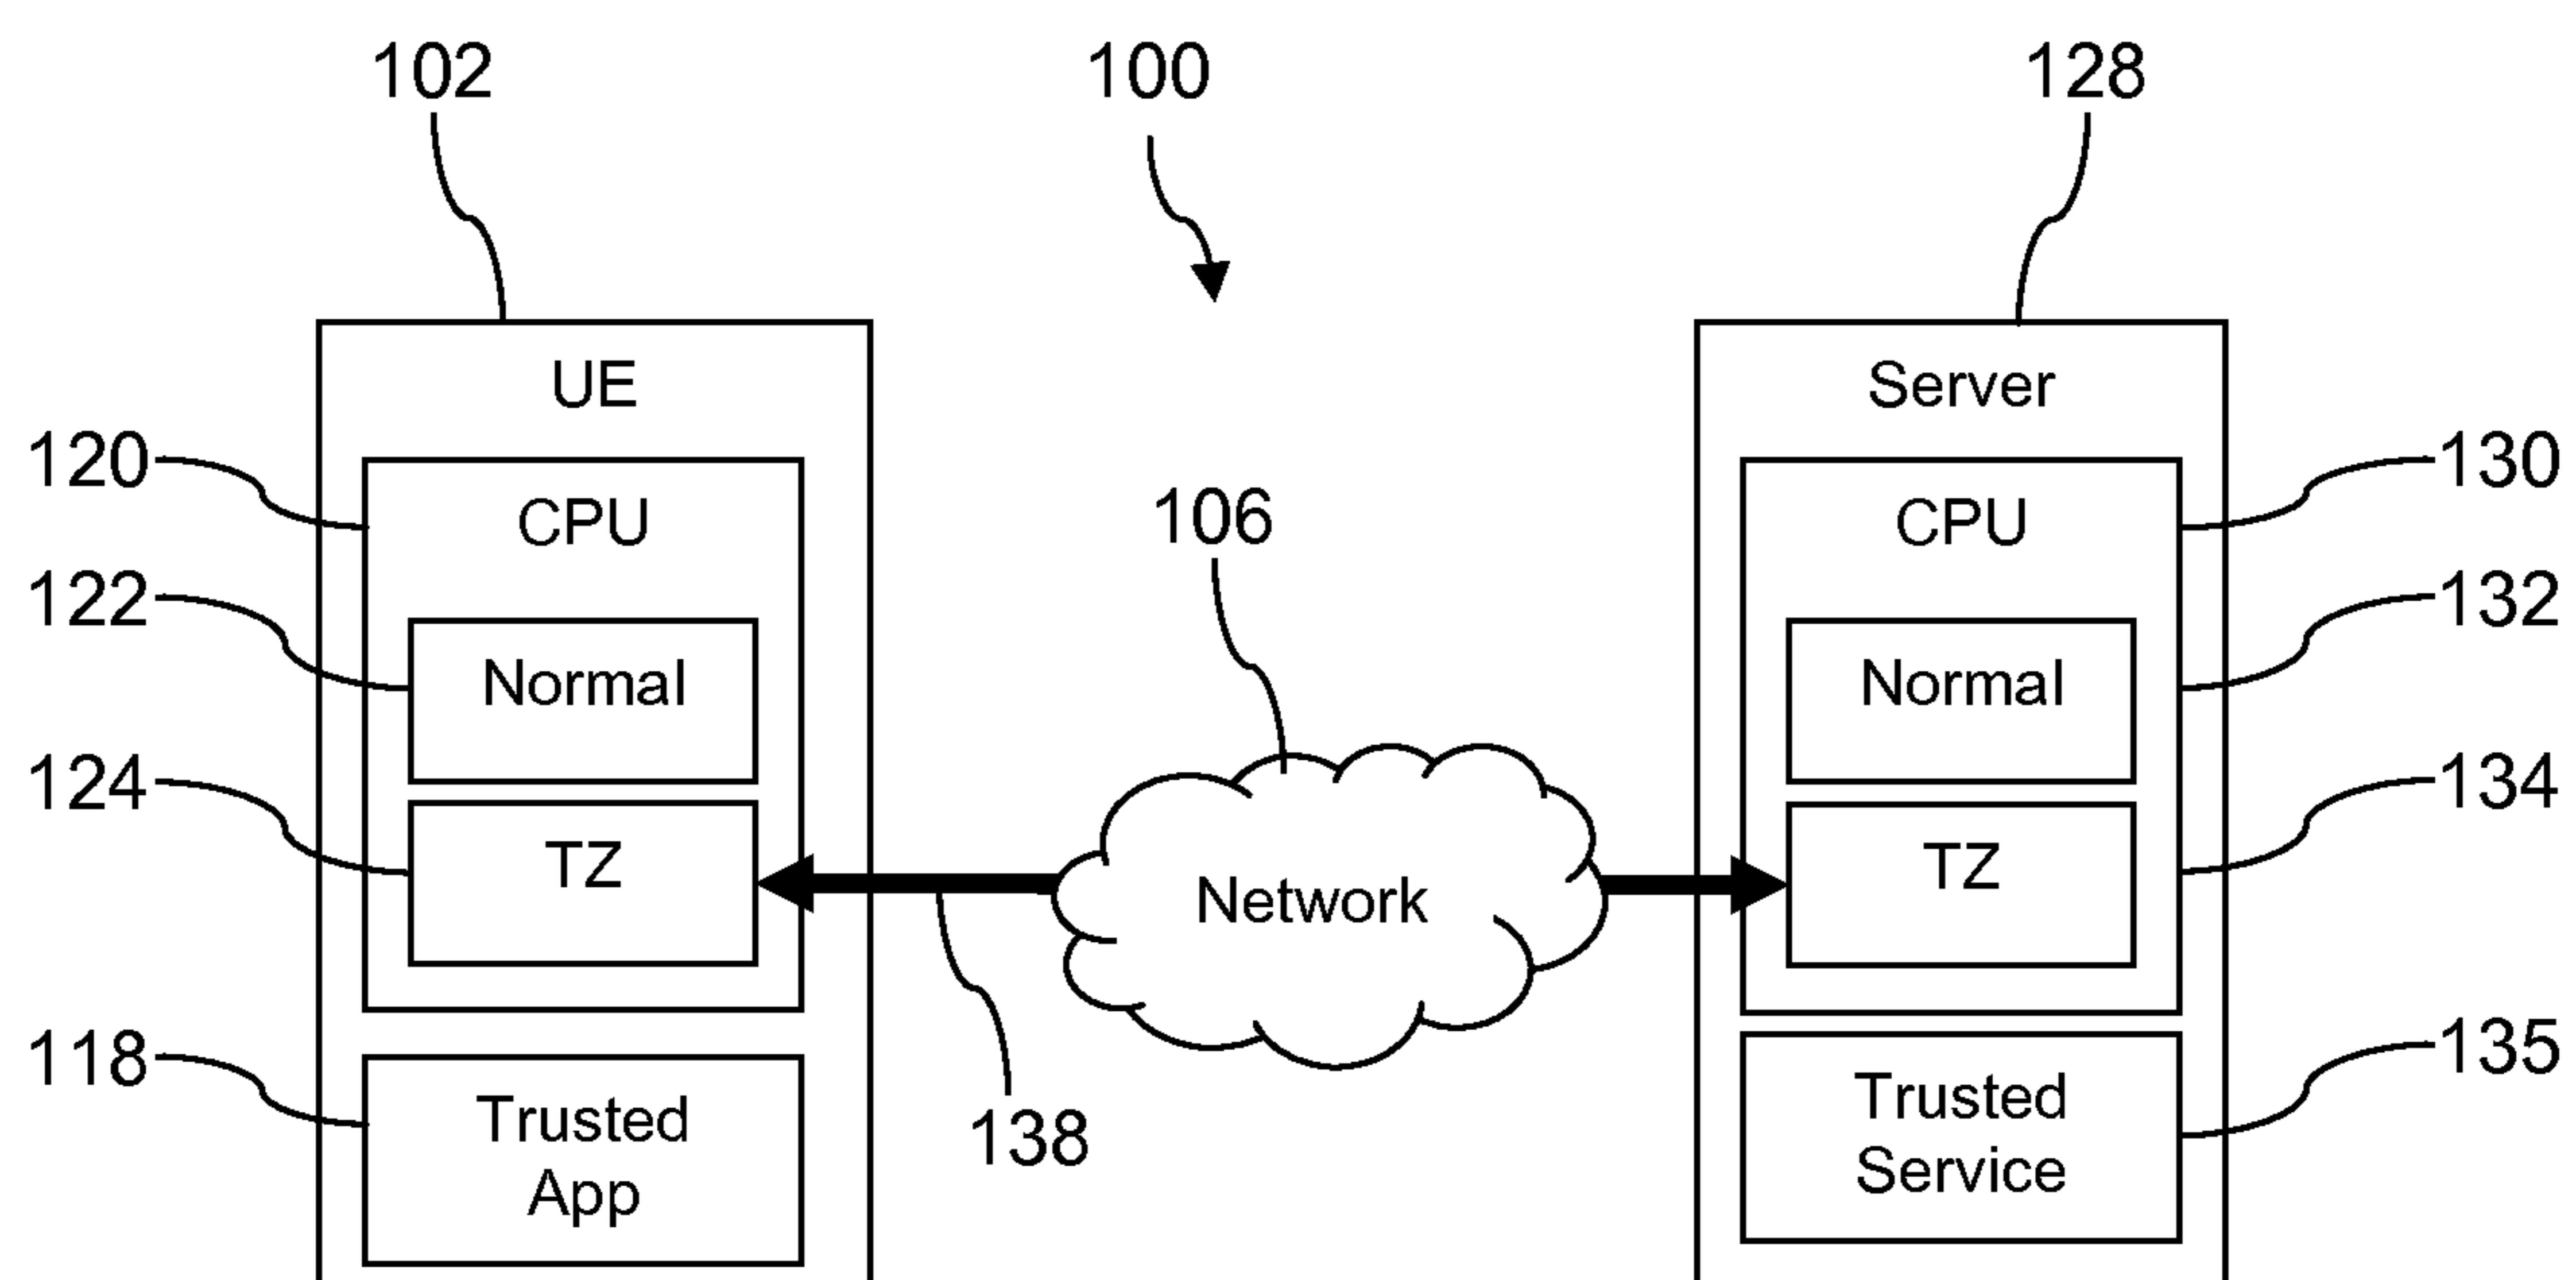 102
100
128
UE
Server
120
CPU
106
CPU
130
122
Normal
Normal
132
124
TZ
Network
TZ
134
118
Trusted
App
138
Trusted
Service
135